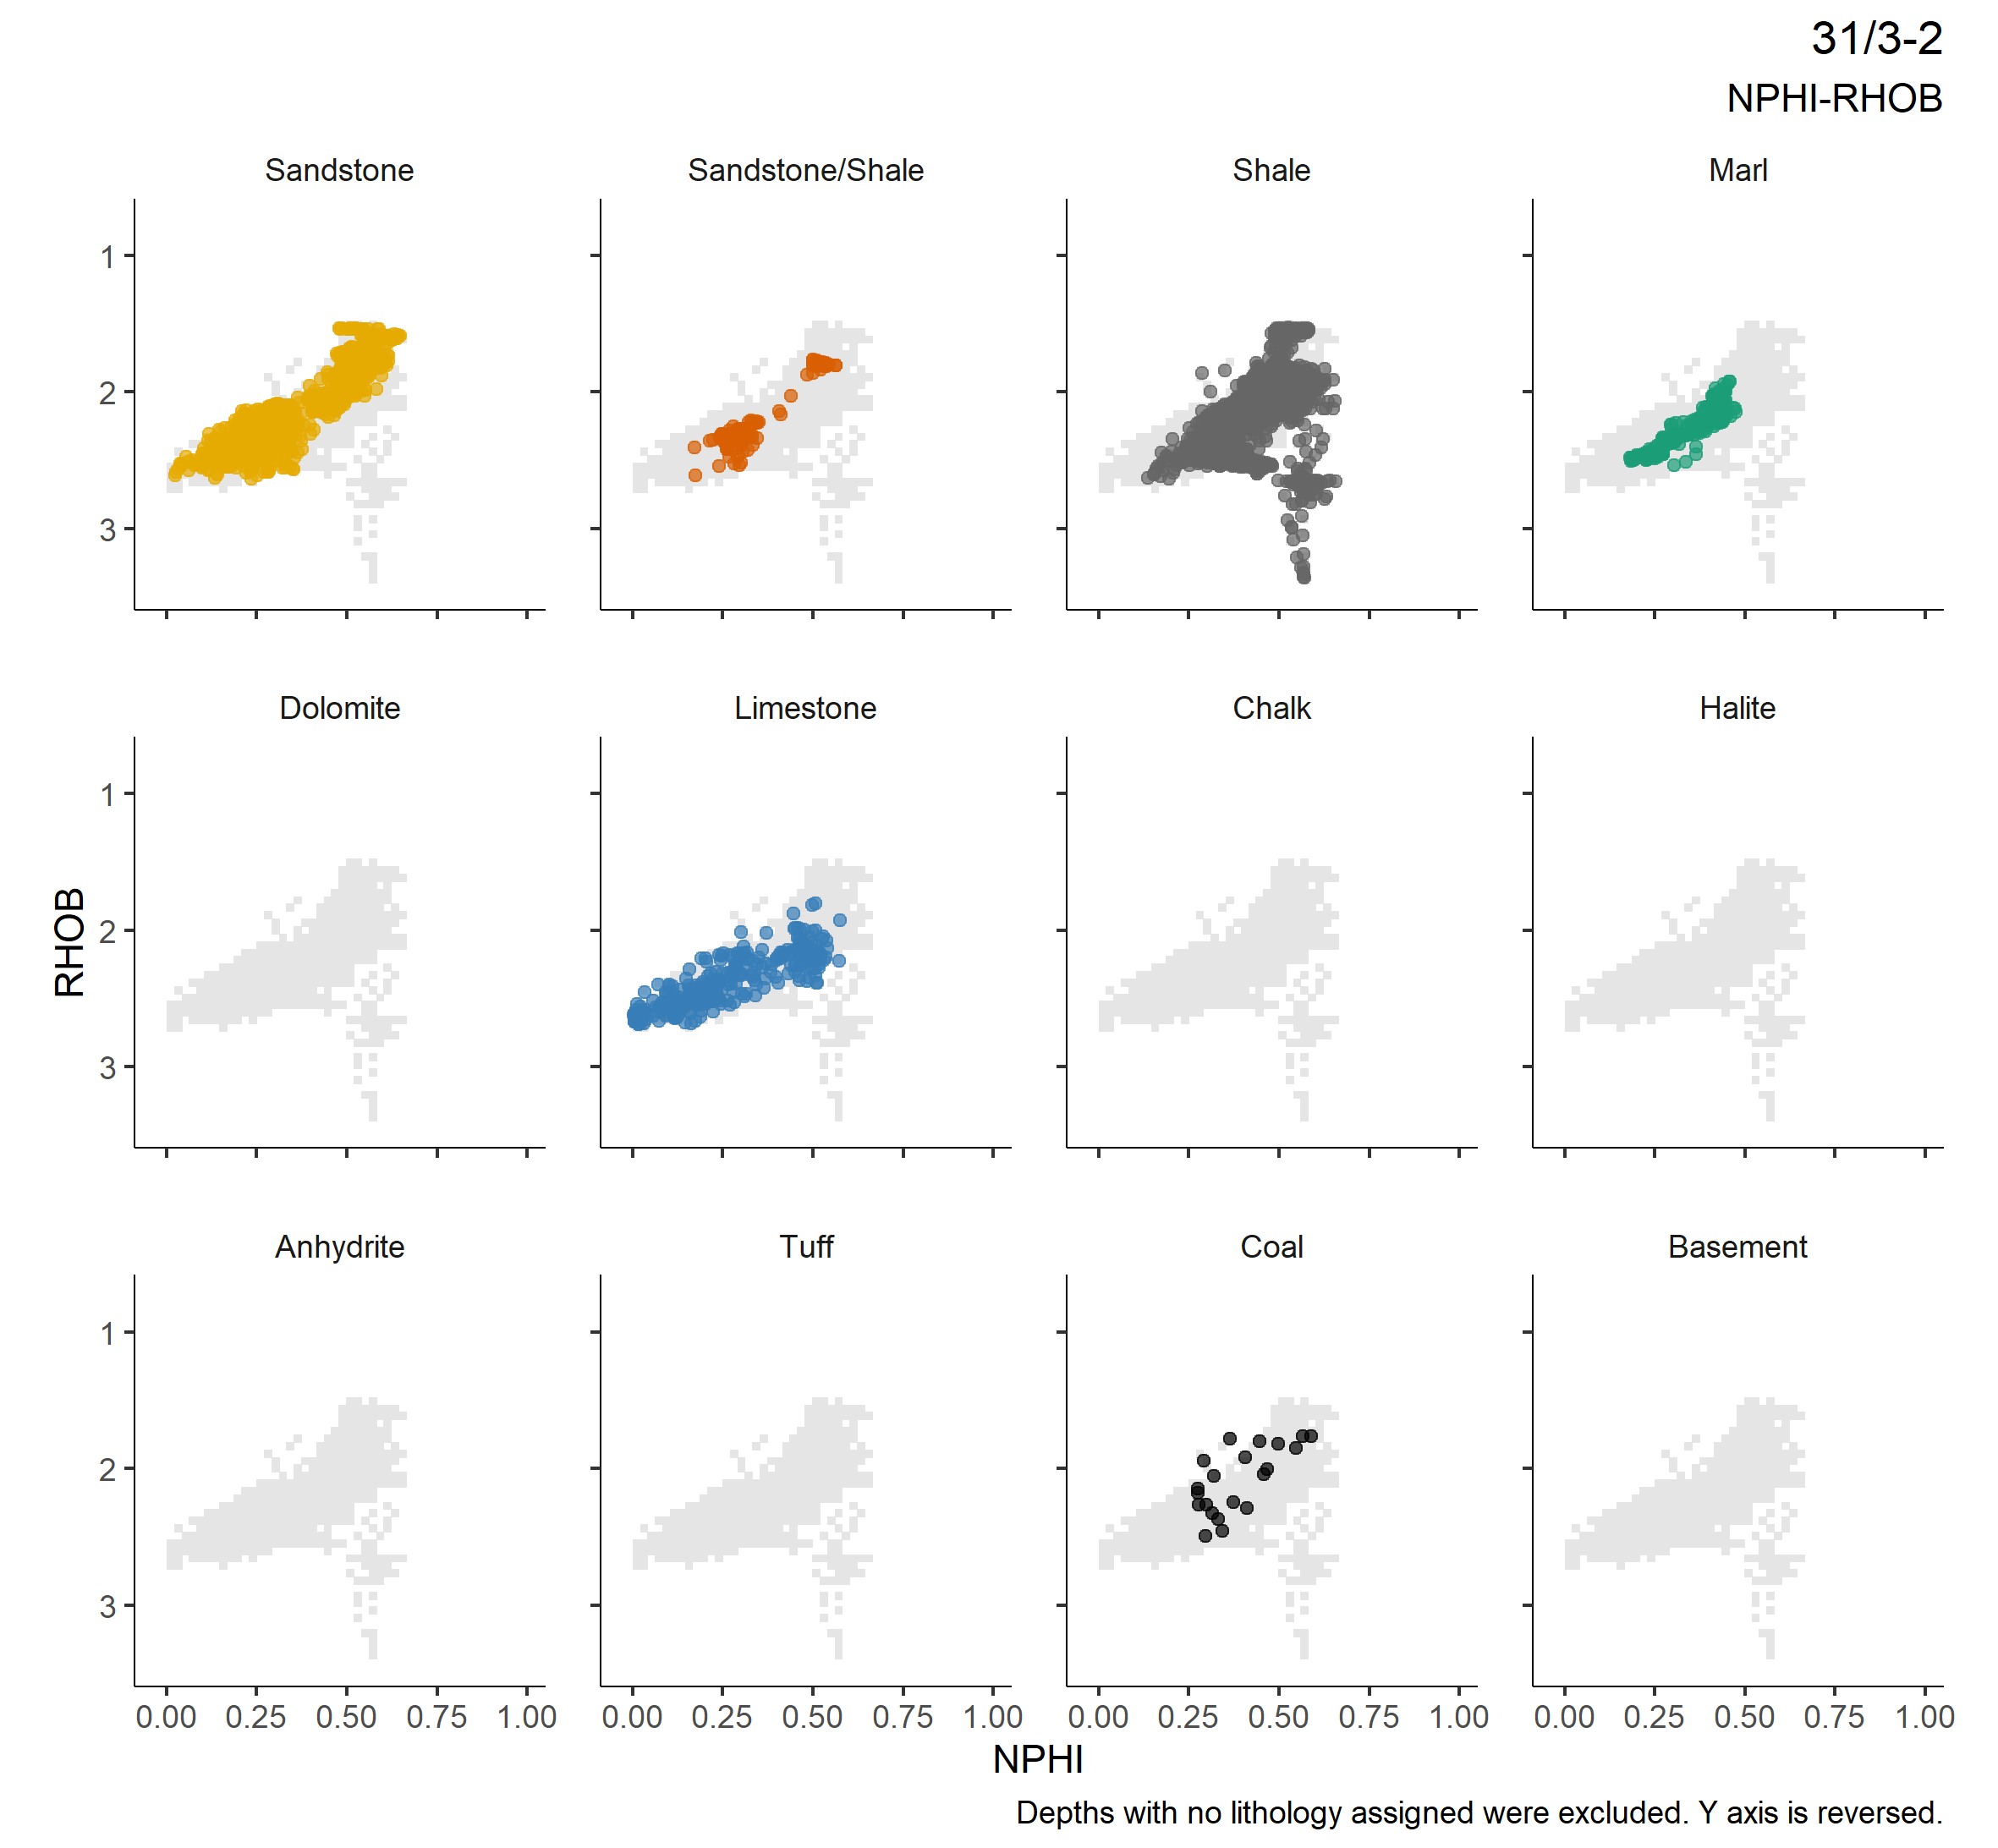 31/3-2
NPHI-RHOB
Sandstone
Sandstone/Shale
Shale
Marl
1
2
3
Dolomite
Limestone
Chalk
Halite
1
2
3
RHOB
Anhydrite
Tuff
Coal
Basement
1
2
3
0.00 0.25 0.50 0.75 1.00
0.00 0.25 0.50 0.75 1.00
0.00 0.25 0.50 0.75 1.00
0.00 0.25 0.50 0.75 1.00
NPHI
Depths with no lithology assigned were excluded. Y axis is reversed.